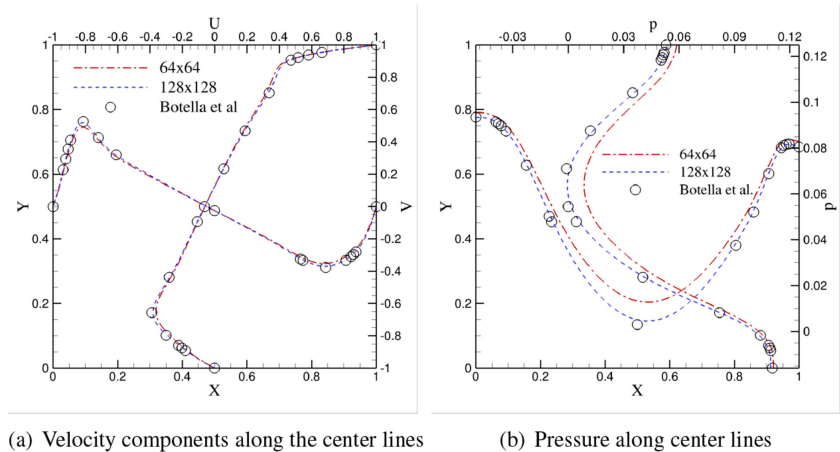 U
-1 -0.8 -0.6 -0.4 -0.2 0 0.2 0.4 0.6 0.8 1
1 0.8 0.6 0.4 0.2 0
Y
64x64
128x128
Botella et al
1 0.8 0.6 0.4 0.2 0 -0.2 -0.4 -0.6 -0.8 -1
V
0 0.2 0.4 0.6 0.8 1
X
p
-0.03 0 0.03 0.06 0.09 0.12
1 0.8 0.6 0.4 0.2 0
Y
64x64
128x128
Botella et al.
0.12 0.1 0.08 0.06 0.04 0.02 0
p
0 0.2 0.4 0.6 0.8 1
X
(a) Velocity components along the center lines
(b) Pressure along center lines